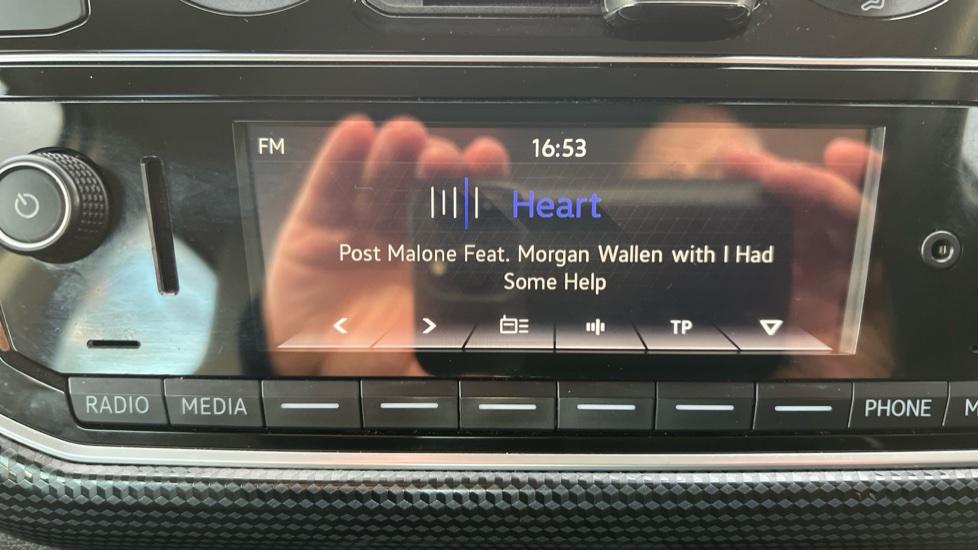 FM 16:53
Heart
Post Malone Feat. Morgan Wallen with I Had
Some Help
TP
RADIO MEDIA PHONE